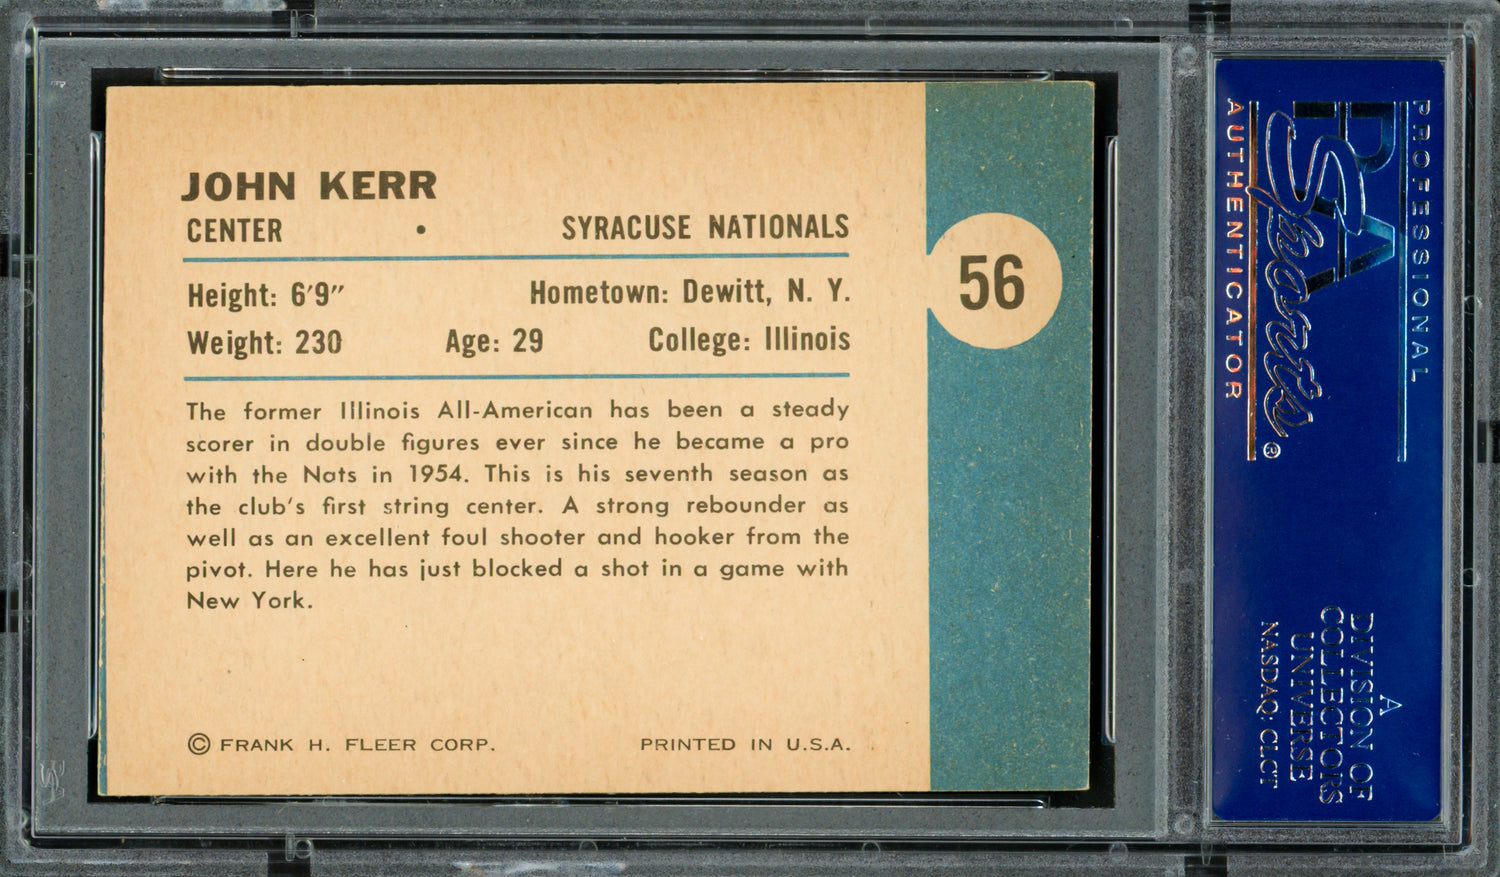 JOHN KERR
CENTER • SYRACUSE NATIONALS
Height: 6'9" Hometown: Dewitt, N. Y.
Weight: 230 Age: 29 College: Illinois
56
The former Illinois All-American has been a steady
scorer in double figures ever since he became a pro
with the Nats in 1954. This is his seventh season as
the club's first string center. A strong rebounder as
well as an excellent foul shooter and hooker from the
pivot. Here he has just blocked a shot in a game with
New York.
© FRANK H. FLEER CORP. PRINTED IN U.S.A.
PROFESSIONAL
PSA
Sports®
AUTHENTICATOR
A
DIVISION OF
COLLECTORS
UNIVERSE
NASDAQ: CLCT